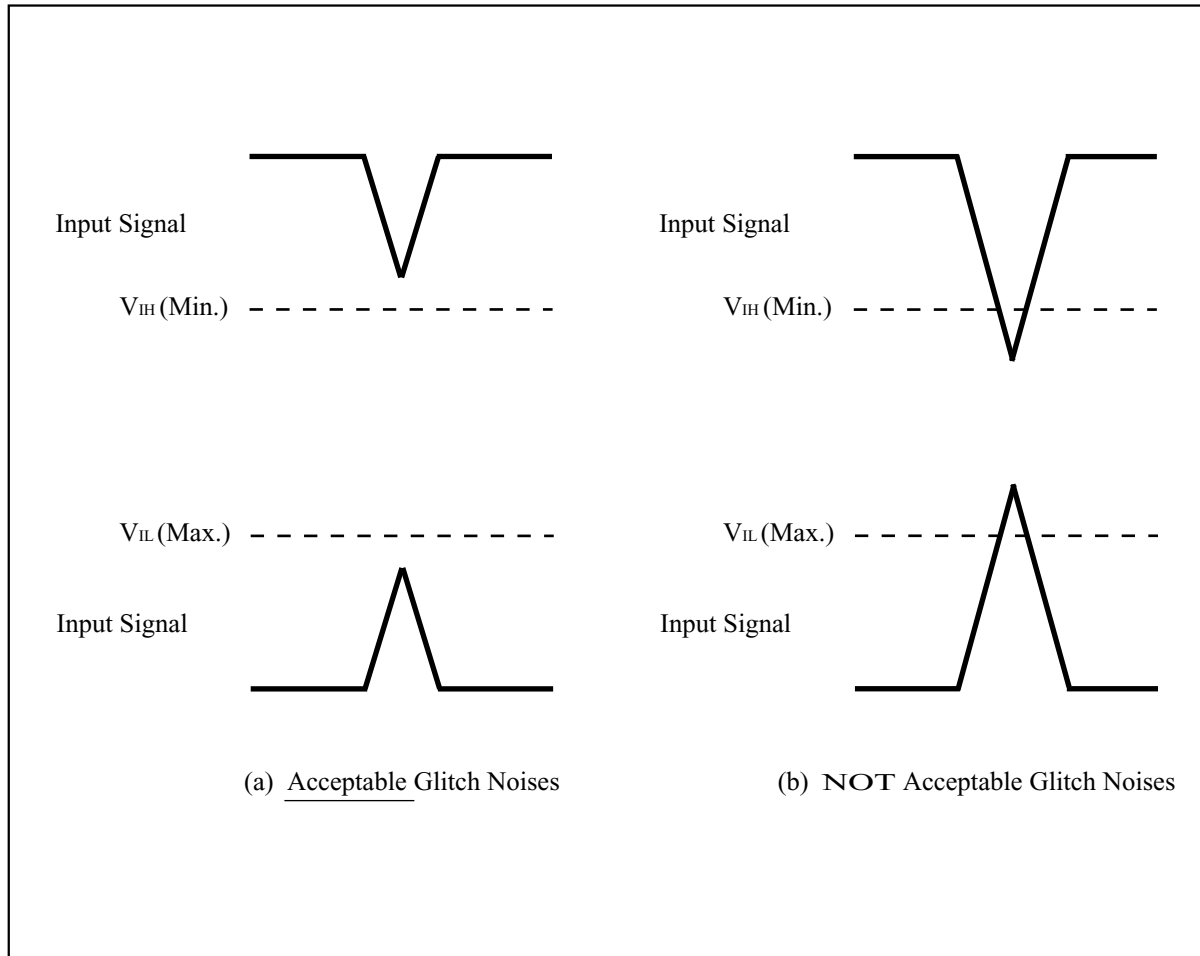 Input Signal
VIH (Min.)
VIL (Max.)
Input Signal
(a) Acceptable Glitch Noises
Input Signal
VIH (Min.)
VIL (Max.)
Input Signal
(b) NOT Acceptable Glitch Noises